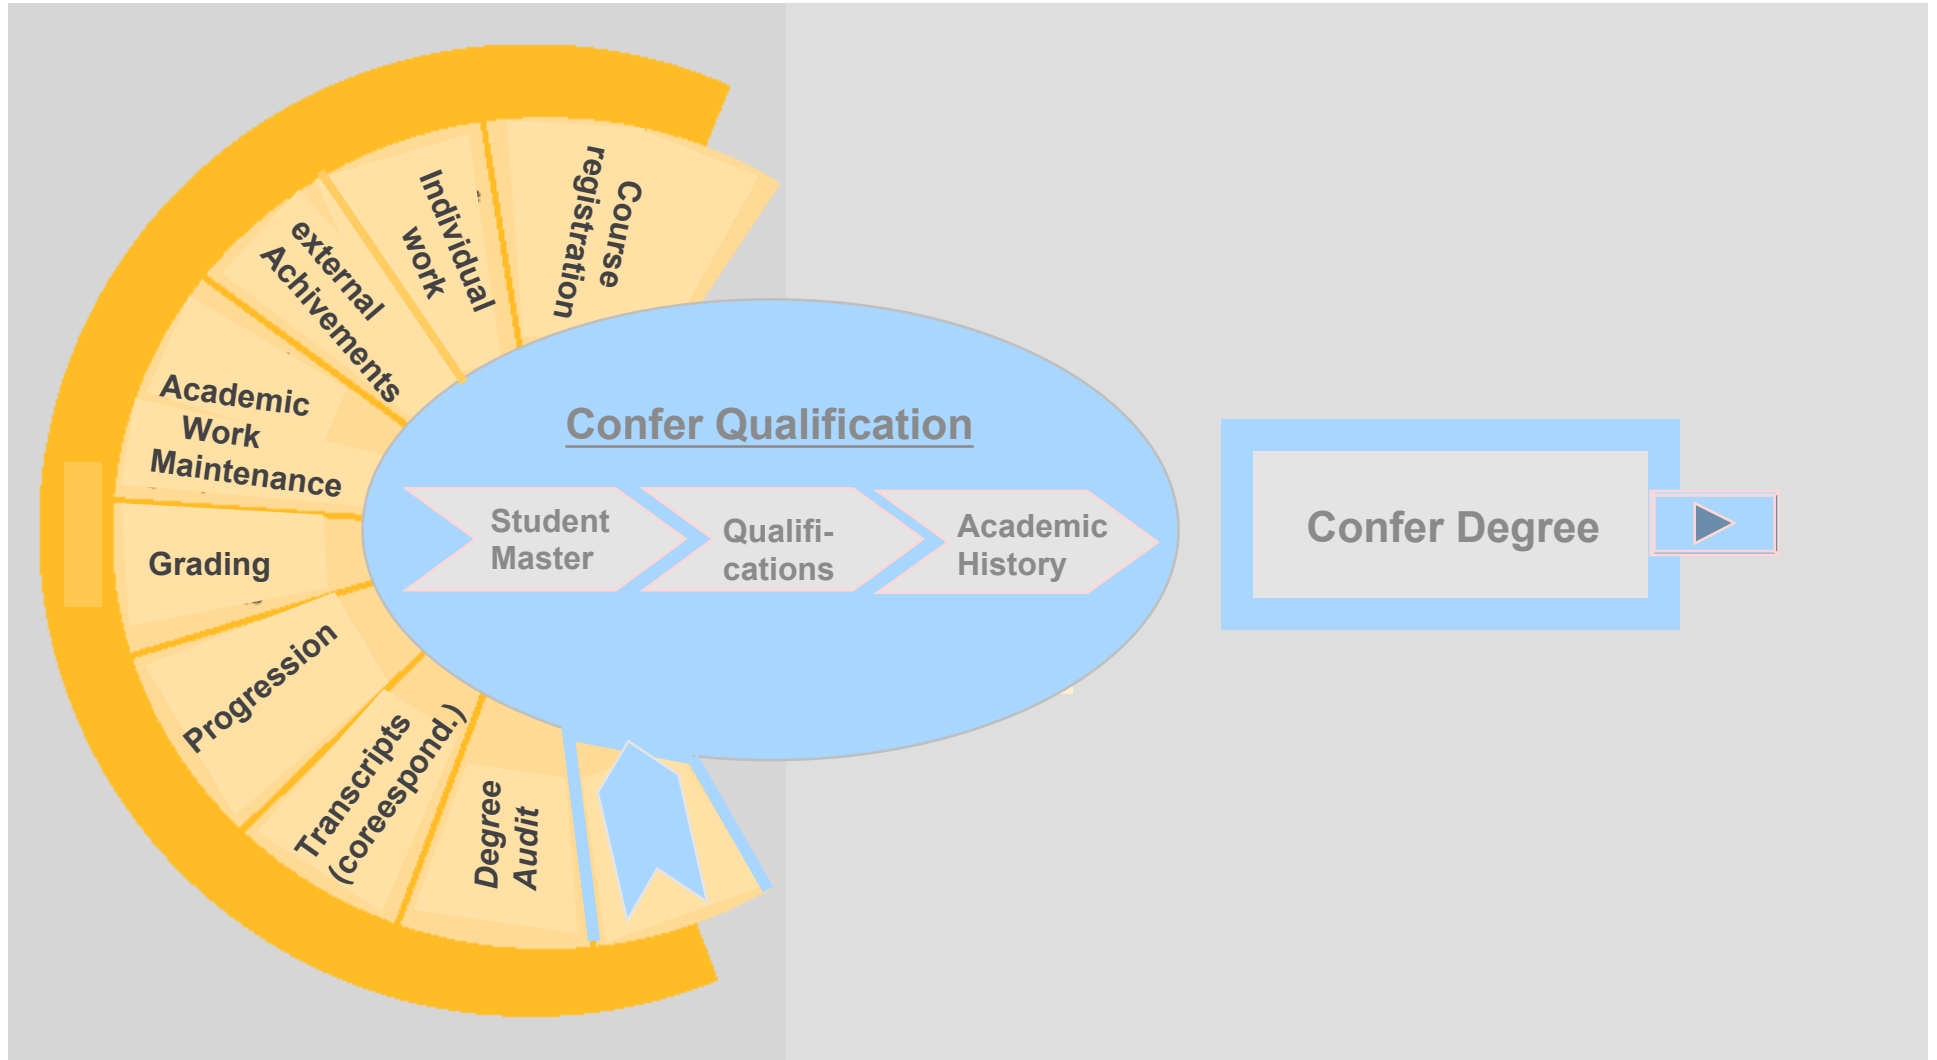 Course
registration
Individual
work
external
Achivements
Academic
Work
Maintenance
Grading
Progression
Transcripts
(coreespond.)
Degree
Audit
Confer Qualification
Student
Master
Qualifi-
cations
Academic
History
Confer Degree